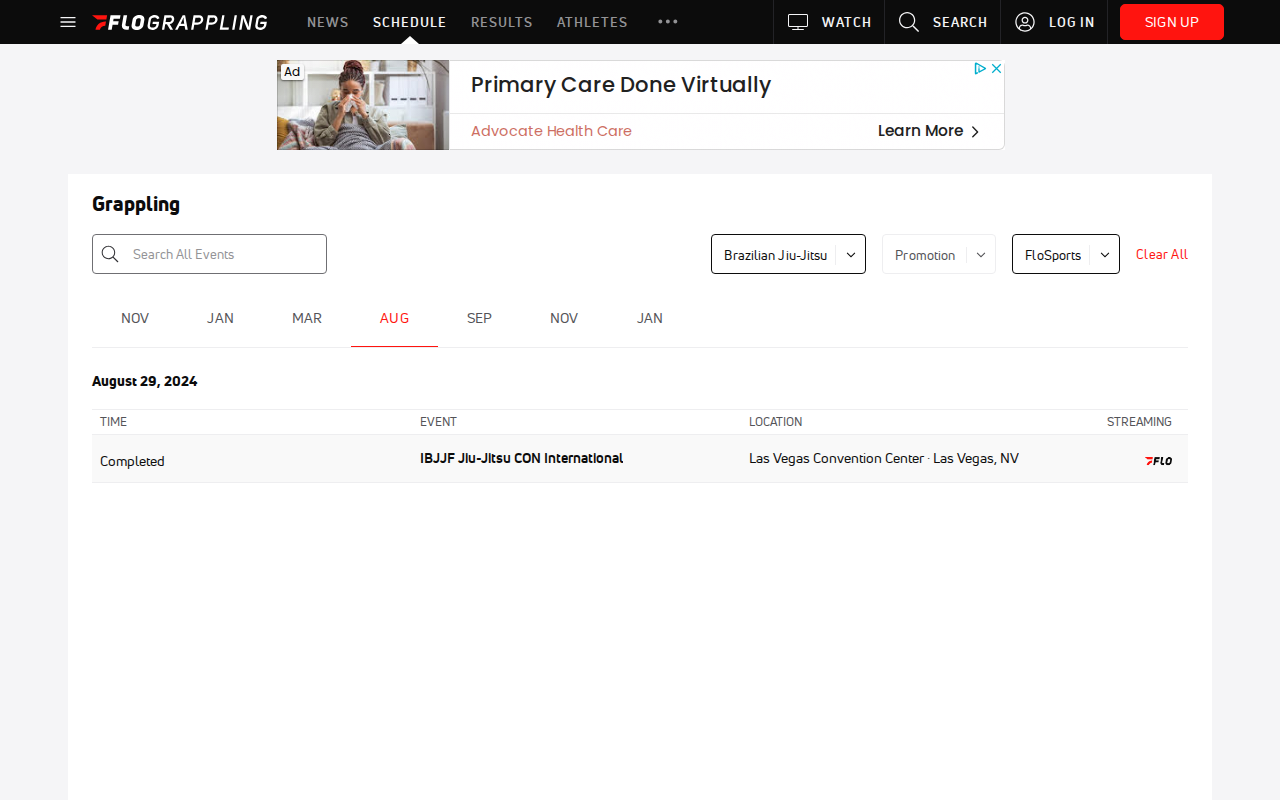 FLOGRAPPLING NEWS SCHEDULE RESULTS ATHLETES WATCH SEARCH LOG IN SIGN UP
Ad
Primary Care Done Virtually
Advocate Health Care Learn More
Grappling
Search All Events Brazilian Jiu-Jitsu Promotion FloSports Clear All
NOV JAN MAR AUG SEP NOV JAN
August 29, 2024
TIME EVENT LOCATION STREAMING
Completed IBJJF Jiu-Jitsu CON International Las Vegas Convention Center · Las Vegas, NV FLO